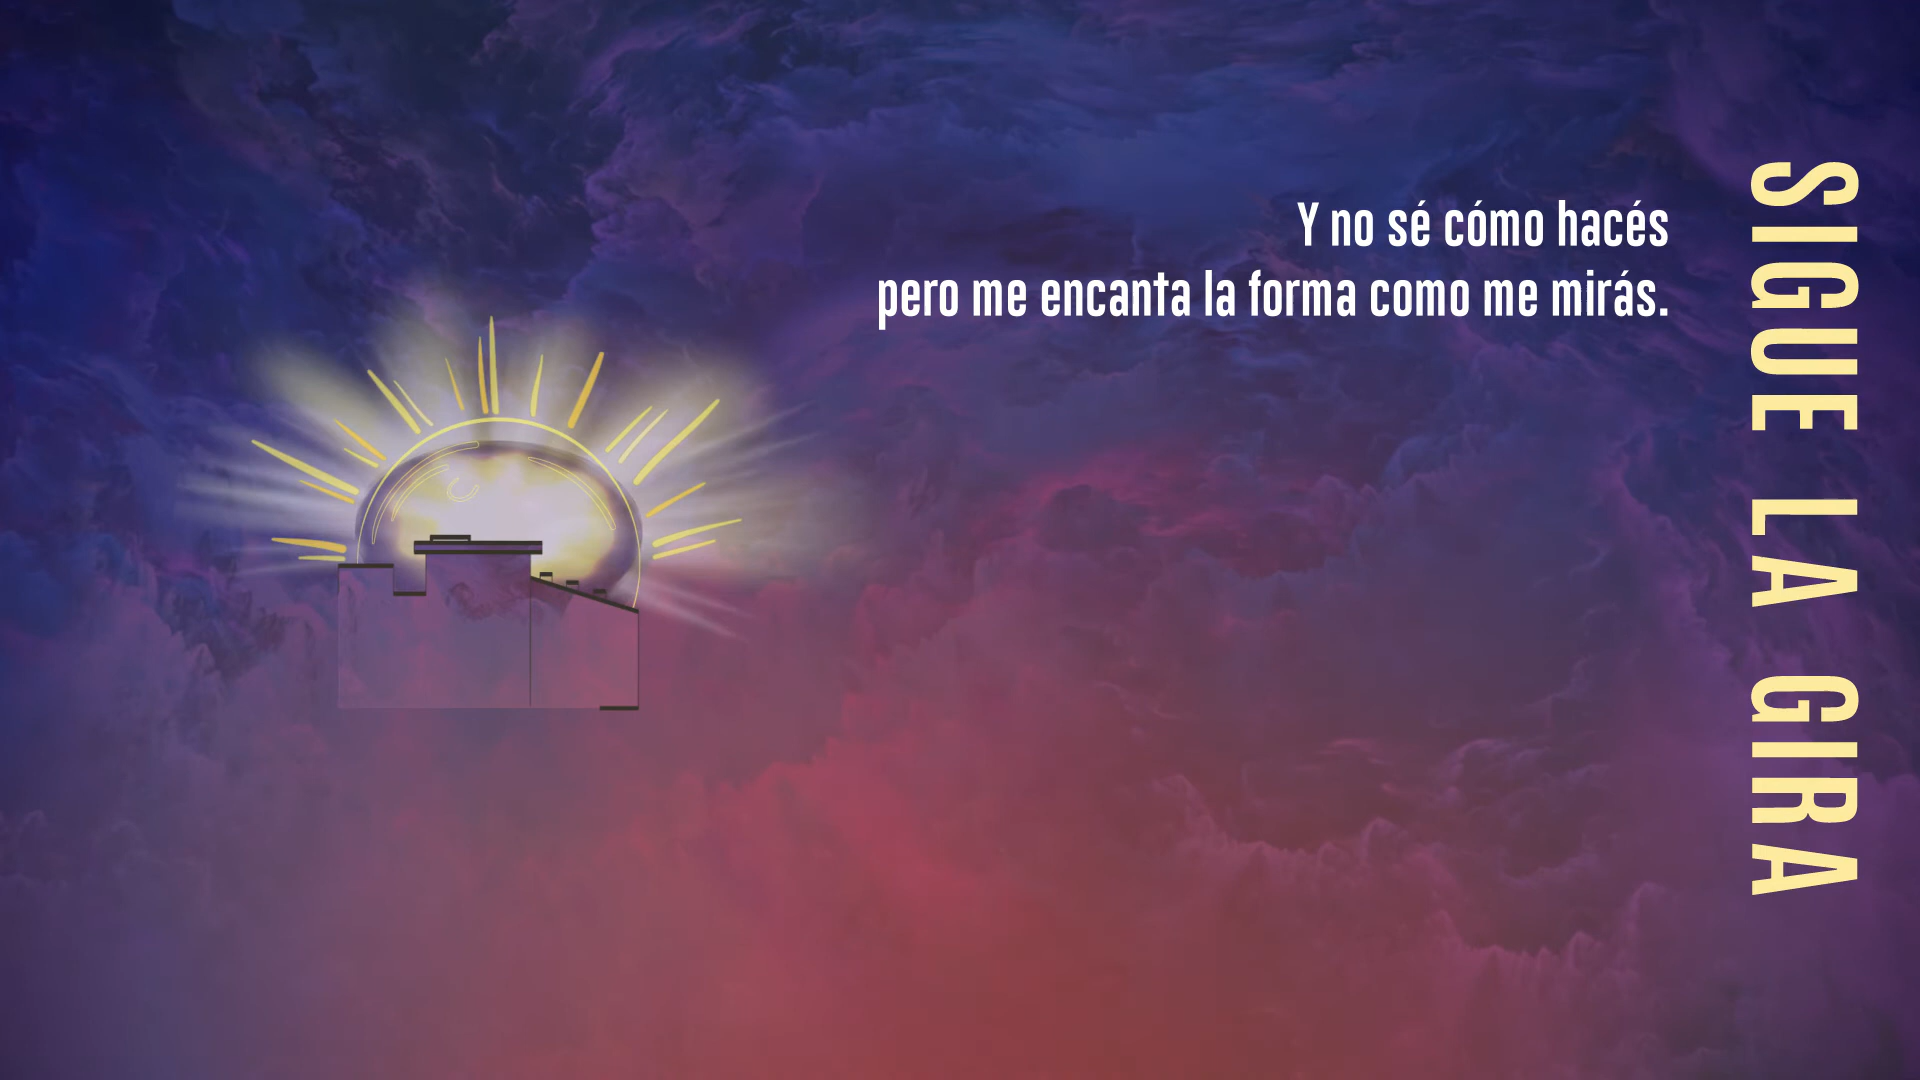 Y no sé cómo hacés
pero me encanta la forma como me mirás.
SIGUE LA GIRA